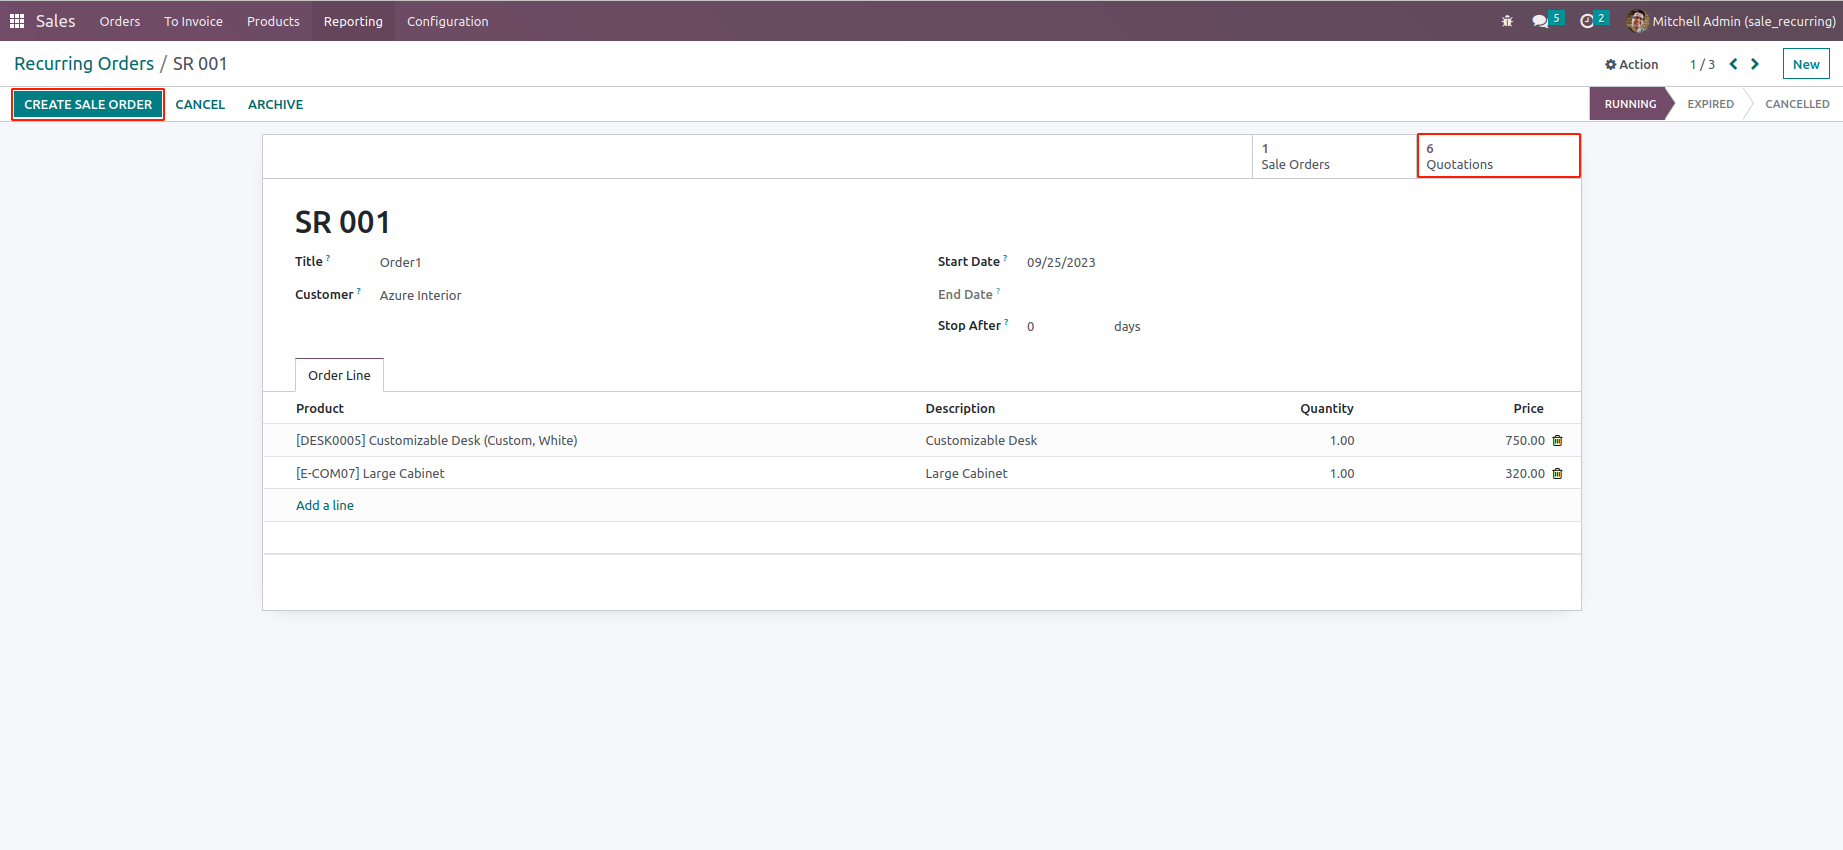 Sales Orders To Invoice Products Reporting Configuration 5 2 Mitchell Admin (sale_recurring)
Recurring Orders / SR 001 Action 1 / 3 New
CREATE SALE ORDER CANCEL ARCHIVE RUNNING EXPIRED CANCELLED
1 6
Sale Orders Quotations
SR 001
Title ? Order1 Start Date ? 09/25/2023
Customer ? Azure Interior End Date ?
Stop After ? 0 days
Order Line
Product Description Quantity Price
[DESK0005] Customizable Desk (Custom, White) Customizable Desk 1.00 750.00
[E-COM07] Large Cabinet Large Cabinet 1.00 320.00
Add a line